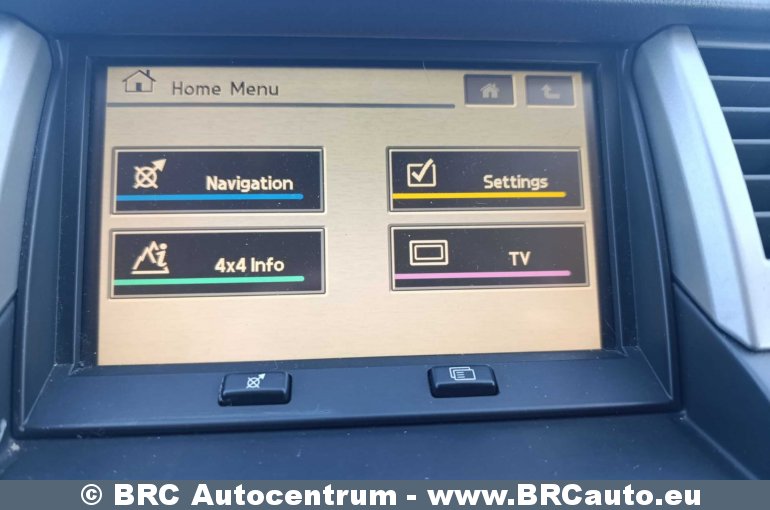 Home Menu
Navigation
Settings
4x4 Info
TV
© BRC Autocentrum - www.BRCauto.eu